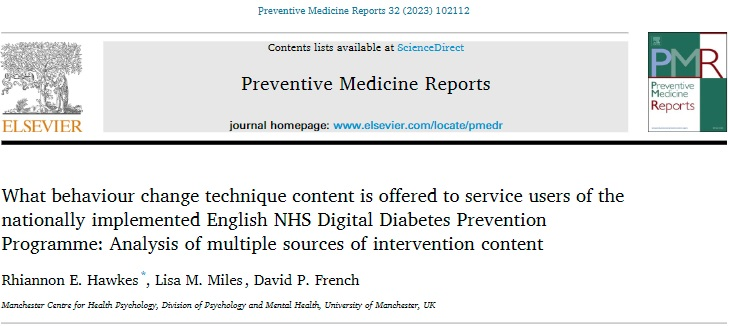 Preventive Medicine Reports 32 (2023) 102112
Contents lists available at ScienceDirect
Preventive Medicine Reports
journal homepage: www.elsevier.com/locate/pmedr
ELSEVIER
PMR
Preventive
Medicine
Reports
What behaviour change technique content is offered to service users of the
nationally implemented English NHS Digital Diabetes Prevention
Programme: Analysis of multiple sources of intervention content
Rhiannon E. Hawkes*, Lisa M. Miles, David P. French
Manchester Centre for Health Psychology, Division of Psychology and Mental Health, University of Manchester, UK